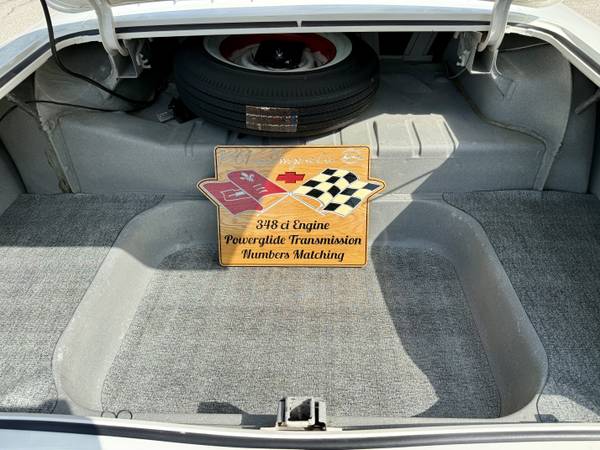 348 ci Engine
Powerglide Transmission
Numbers Matching